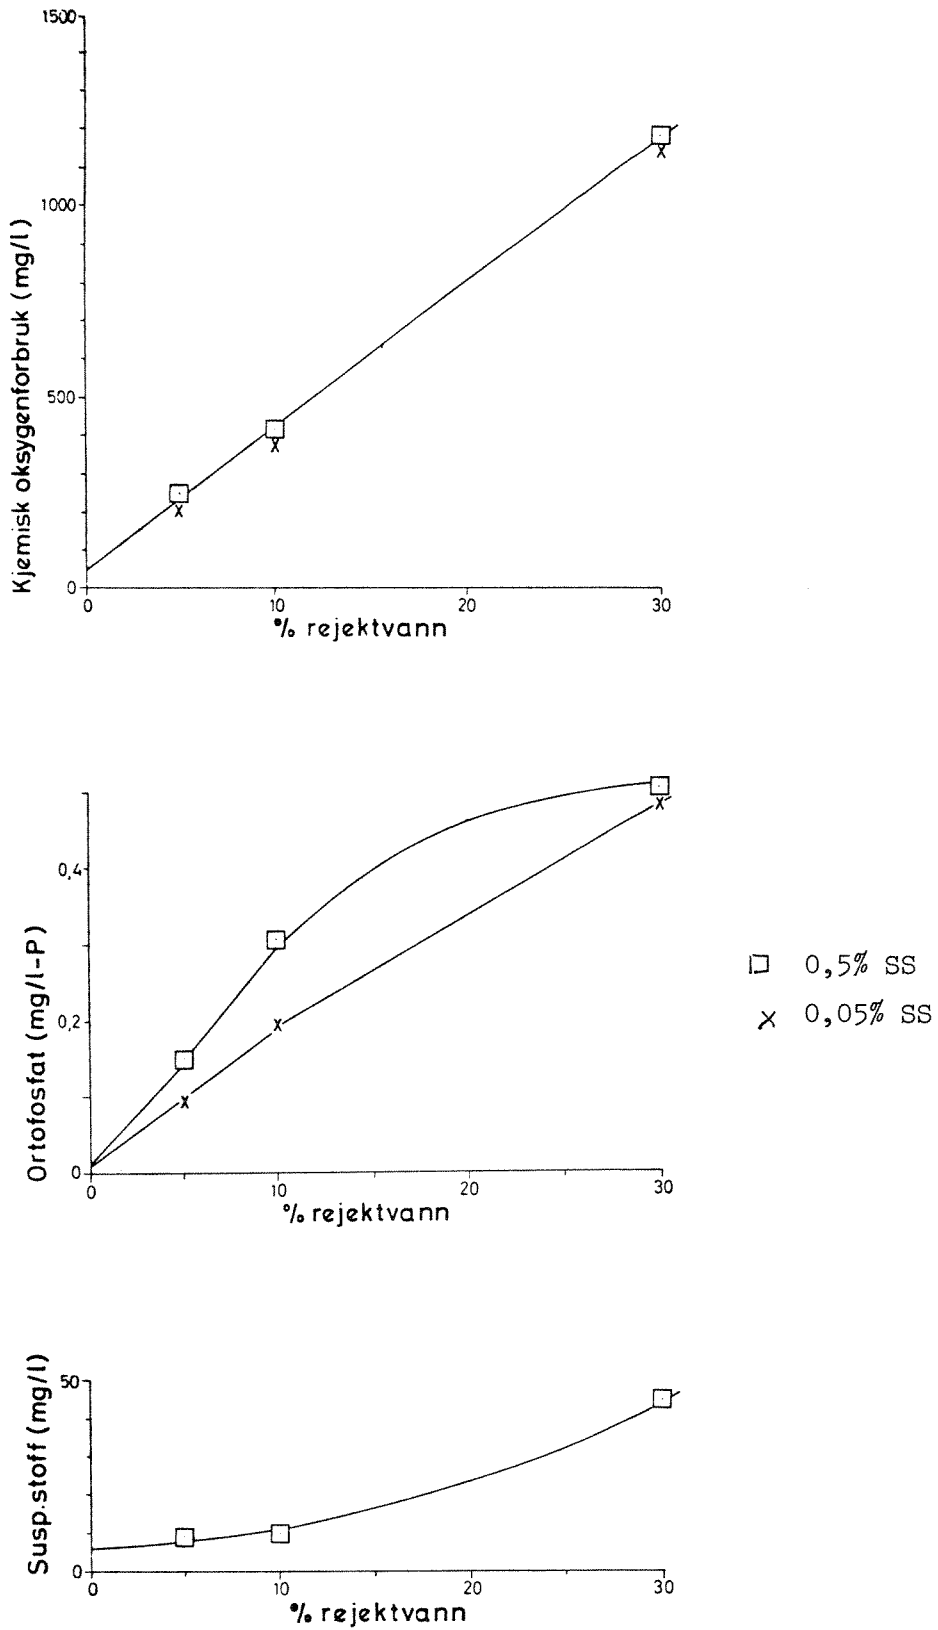 1500
1000
500
0
Kjemisk oksygenforbruk (mg/l)
0 10 20 30
% rejektvann
0,4
0,2
0
Ortofosfat (mg/l-P)
0 10 20 30
% rejektvann
0,5% SS
0,05% SS
50
0
Susp.stoff (mg/l)
0 10 20 30
% rejektvann